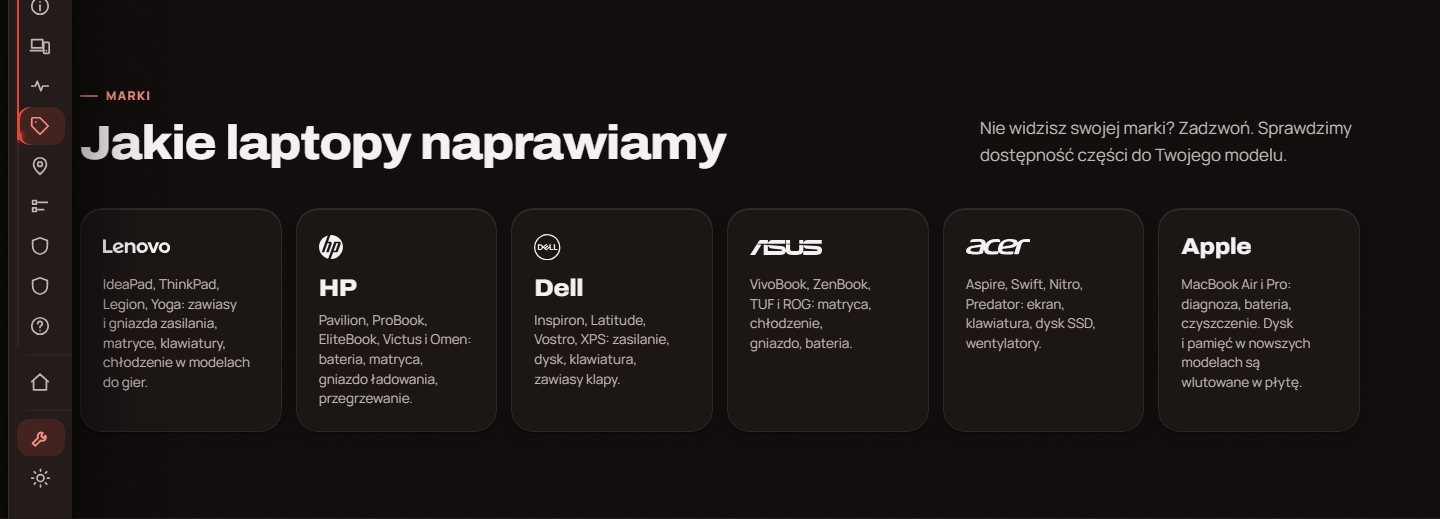 MARKI
Jakie laptopy naprawiamy
Nie widzisz swojej marki? Zadzwoń. Sprawdzimy
dostępność części do Twojego modelu.
Lenovo
IdeaPad, ThinkPad,
Legion, Yoga: zawiasy
i gniazda zasilania,
matryce, klawiatury,
chłodzenie w modelach
do gier.
hp
HP
Pavilion, ProBook,
EliteBook, Victus i Omen:
bateria, matryca,
gniazdo ładowania,
przegrzewanie.
DELL
Dell
Inspiron, Latitude,
Vostro, XPS: zasilanie,
dysk, klawiatura,
zawiasy klapy.
ASUS
VivoBook, ZenBook,
TUF i ROG: matryca,
chłodzenie,
gniazdo, bateria.
acer
Aspire, Swift, Nitro,
Predator: ekran,
klawiatura, dysk SSD,
wentylatory.
Apple
MacBook Air i Pro:
diagnoza, bateria,
czyszczenie. Dysk
i pamięć w nowszych
modelach są
wlutowane w płytę.